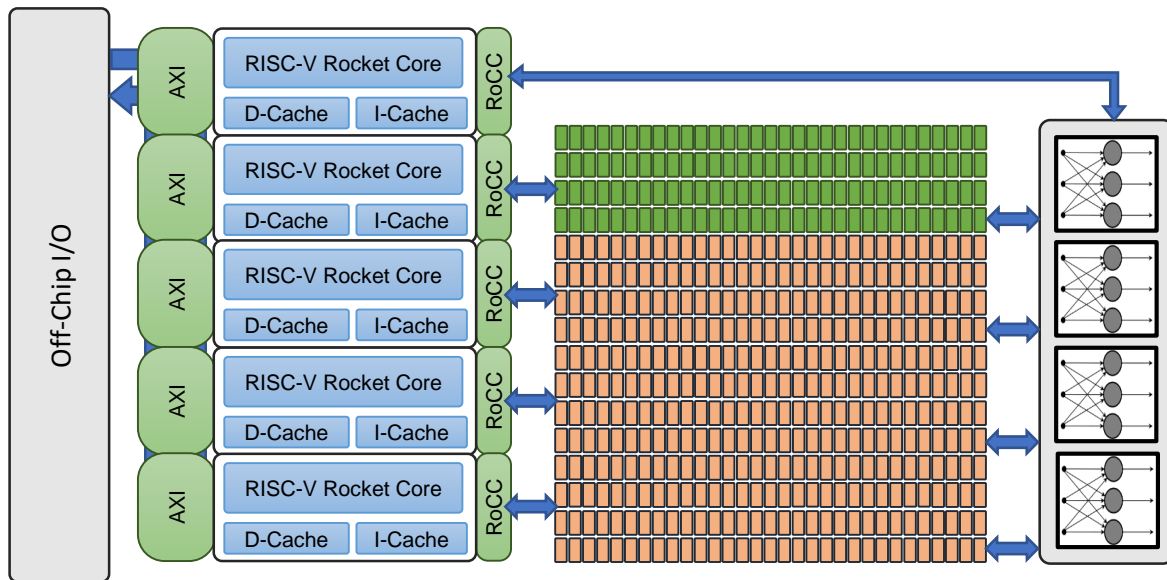 Off-Chip I/O
AXI
RISC-V Rocket Core
D-Cache
I-Cache
RoCC
AXI
RISC-V Rocket Core
D-Cache
I-Cache
RoCC
AXI
RISC-V Rocket Core
D-Cache
I-Cache
RoCC
AXI
RISC-V Rocket Core
D-Cache
I-Cache
RoCC
AXI
RISC-V Rocket Core
D-Cache
I-Cache
RoCC